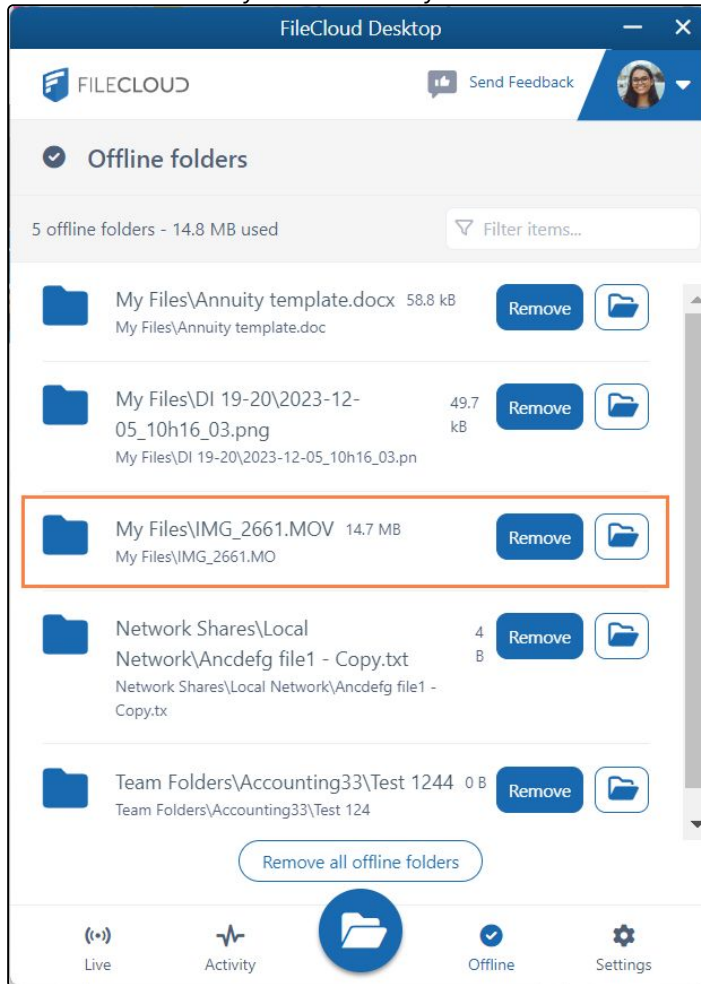 FileCloud Desktop
FILECLOUD
Send Feedback
Offline folders
5 offline folders - 14.8 MB used
Filter items...
My Files\Annuity template.docx 58.8 kB
Remove
My Files\Annuity template.doc
My Files\DI 19-20\2023-12-
05_10h16_03.png
49.7
kB
Remove
My Files\DI 19-20\2023-12-05_10h16_03.pn
My Files\IMG_2661.MOV 14.7 MB
Remove
My Files\IMG_2661.MO
Network Shares\Local
Network\Ancdefg file1 - Copy.txt
4
B
Remove
Network Shares\Local Network\Ancdefg file1 -
Copy.tx
Team Folders\Accounting33\Test 1244 0 B
Remove
Team Folders\Accounting33\Test 124
Remove all offline folders
Live
Activity
Offline
Settings